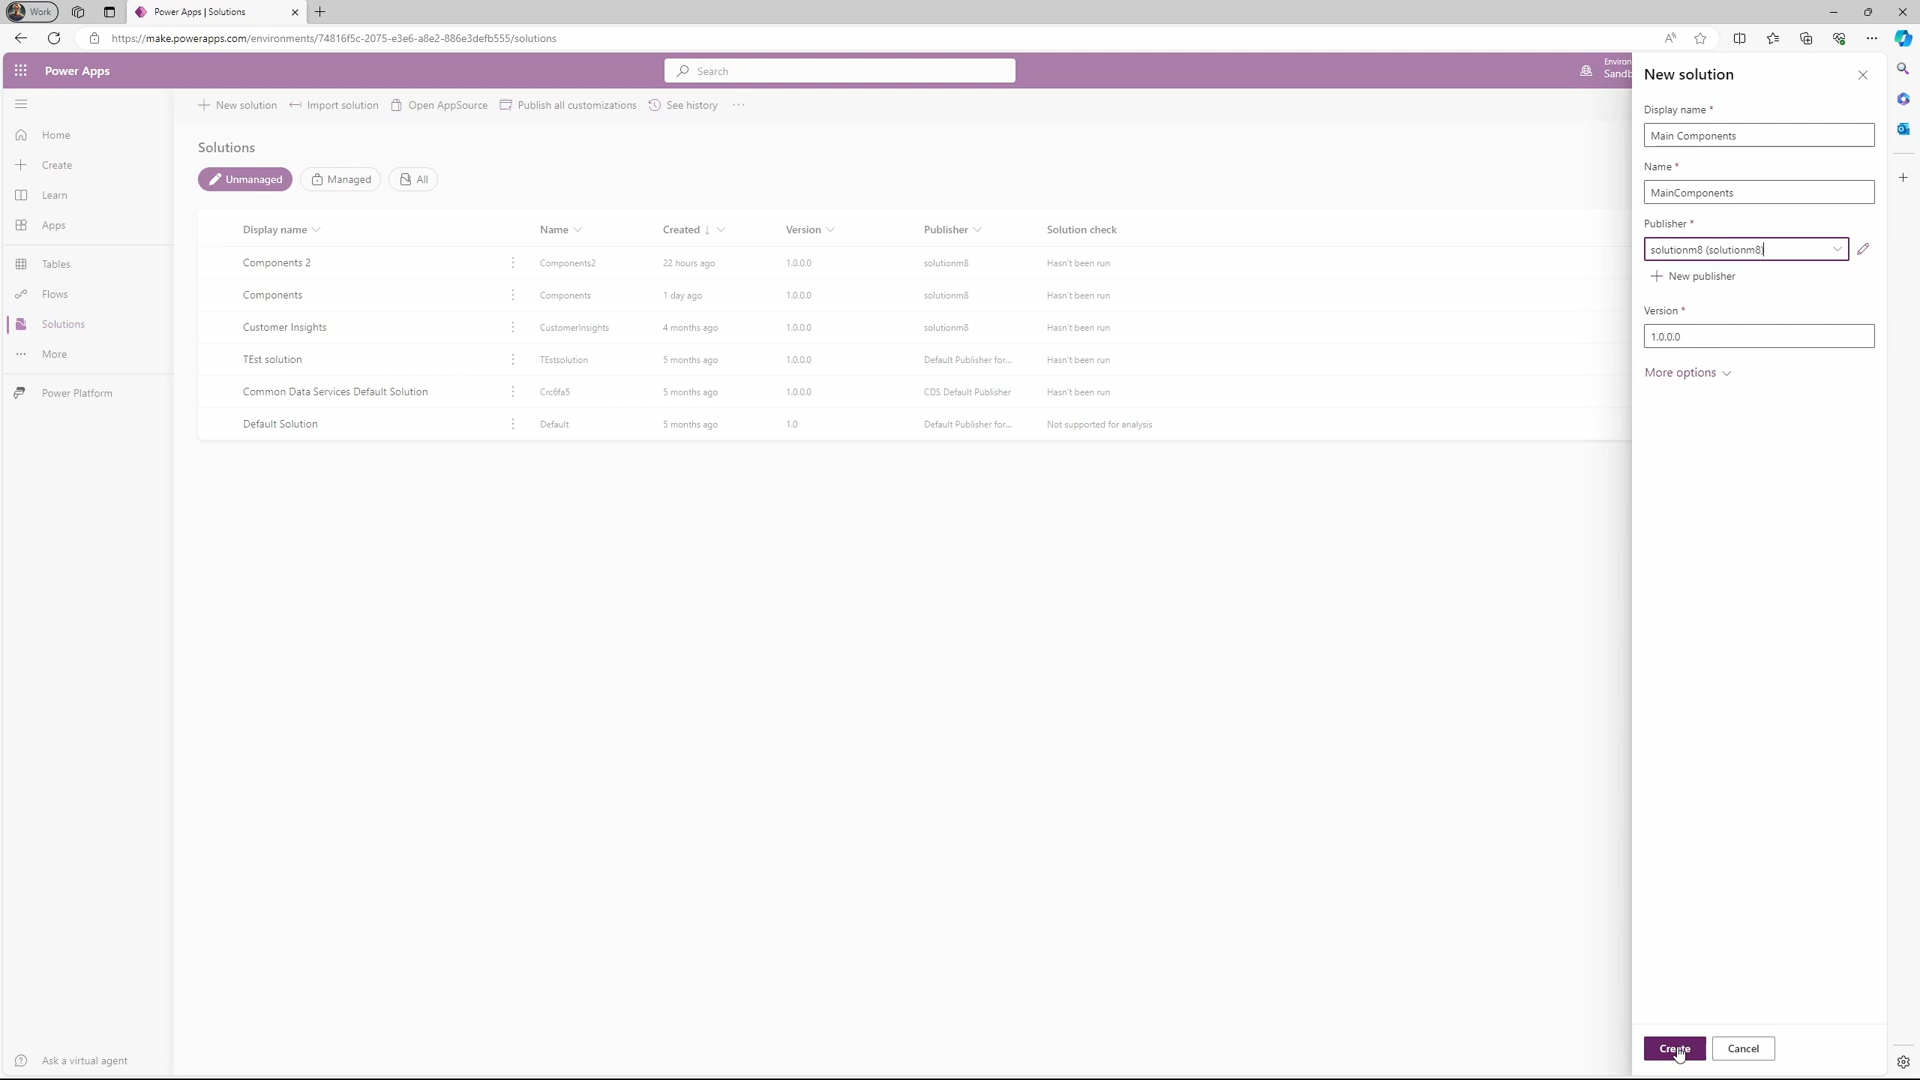 Work
Power Apps | Solutions
https://make.powerapps.com/environments/74816f5c-2075-e3e6-a8e2-886e3defb555/solutions
Power Apps
Search
Environ
Sandb
New solution
Import solution
Open AppSource
Publish all customizations
See history
Home
Create
Learn
Apps
Tables
Flows
Solutions
More
Power Platform
Ask a virtual agent
Solutions
Unmanaged
Managed
All
Display name Name Created ↓ Version Publisher Solution check
Components 2 Components2 22 hours ago 1.0.0.0 solutionm8 Hasn't been run
Components Components 1 day ago 1.0.0.0 solutionm8 Hasn't been run
Customer Insights CustomerInsights 4 months ago 1.0.0.0 solutionm8 Hasn't been run
TEst solution TEstsolution 5 months ago 1.0.0.0 Default Publisher for... Hasn't been run
Common Data Services Default Solution Crc6fa5 5 months ago 1.0.0.0 CDS Default Publisher Hasn't been run
Default Solution Default 5 months ago 1.0 Default Publisher for... Not supported for analysis
New solution
Display name *
Main Components
Name *
MainComponents
Publisher *
solutionm8 (solutionm8)
New publisher
Version *
1.0.0.0
More options
Create
Cancel